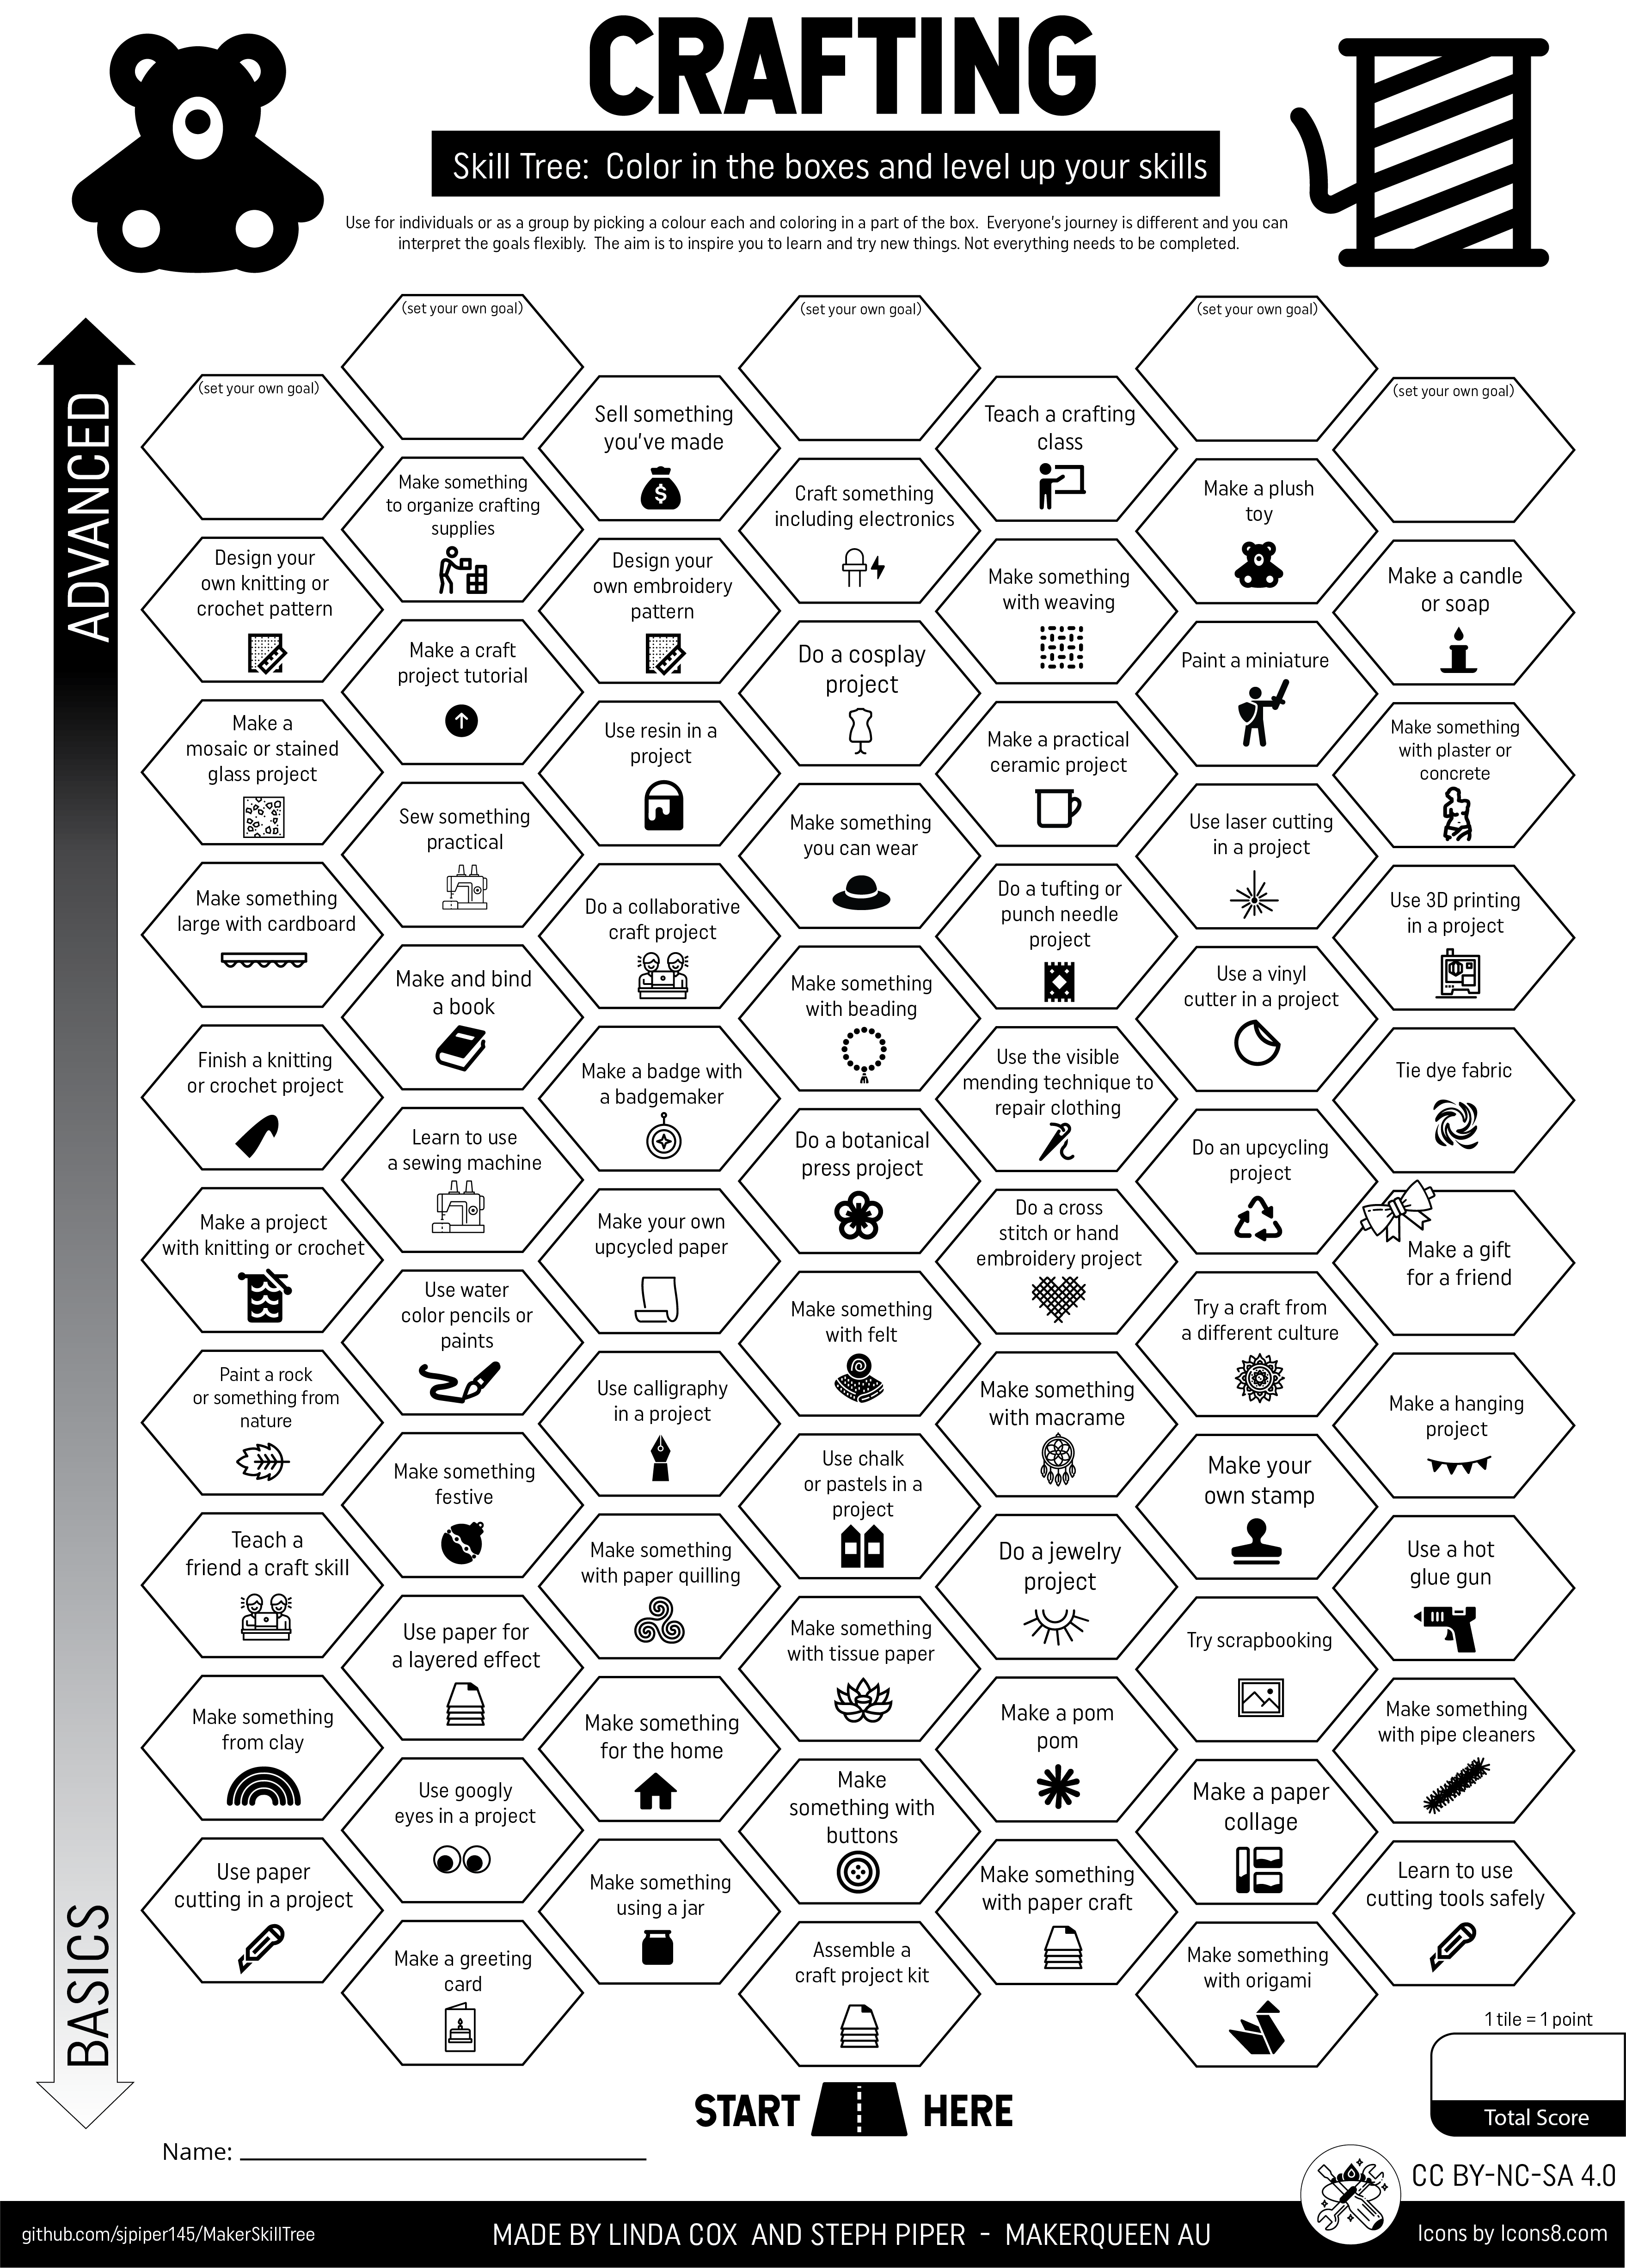 CRAFTING
Skill Tree:  Color in the boxes and level up your skills
Use for individuals or as a group by picking a colour each and coloring in a part of the box.  Everyone's journey is different and you can
interpret the goals flexibly.  The aim is to inspire you to learn and try new things. Not everything needs to be completed.
ADVANCED
BASICS
(set your own goal)
(set your own goal)
(set your own goal)
(set your own goal)
(set your own goal)
Sell something
you've made
Teach a crafting
class
Make something
to organize crafting
supplies
Craft something
including electronics
Make a plush
toy
Design your
own knitting or
crochet pattern
Design your
own embroidery
pattern
Make something
with weaving
Make a candle
or soap
Make a craft
project tutorial
Do a cosplay
project
Paint a miniature
Make a
mosaic or stained
glass project
Use resin in a
project
Make a practical
ceramic project
Make something
with plaster or
concrete
Sew something
practical
Make something
you can wear
Use laser cutting
in a project
Make something
large with cardboard
Do a collaborative
craft project
Do a tufting or
punch needle
project
Use 3D printing
in a project
Make and bind
a book
Make something
with beading
Use a vinyl
cutter in a project
Finish a knitting
or crochet project
Make a badge with
a badgemaker
Use the visible
mending technique to
repair clothing
Tie dye fabric
Learn to use
a sewing machine
Do a botanical
press project
Do an upcycling
project
Make a project
with knitting or crochet
Make your own
upcycled paper
Do a cross
stitch or hand
embroidery project
Make a gift
for a friend
Use water
color pencils or
paints
Make something
with felt
Try a craft from
a different culture
Paint a rock
or something from
nature
Use calligraphy
in a project
Make something
with macrame
Make a hanging
project
Make something
festive
Use chalk
or pastels in a
project
Make your
own stamp
Teach a
friend a craft skill
Make something
with paper quilling
Do a jewelry
project
Use a hot
glue gun
Use paper for
a layered effect
Make something
with tissue paper
Try scrapbooking
Make something
from clay
Make something
for the home
Make a pom
pom
Make something
with pipe cleaners
Use googly
eyes in a project
Make
something with
buttons
Make a paper
collage
Use paper
cutting in a project
Make something
using a jar
Make something
with paper craft
Learn to use
cutting tools safely
Make a greeting
card
Assemble a
craft project kit
Make something
with origami
1 tile = 1 point
Total Score
START HERE
Name:
CC BY-NC-SA 4.0
github.com/sjpiper145/MakerSkillTree
MADE BY LINDA COX  AND STEPH PIPER  -  MAKERQUEEN AU
Icons by Icons8.com